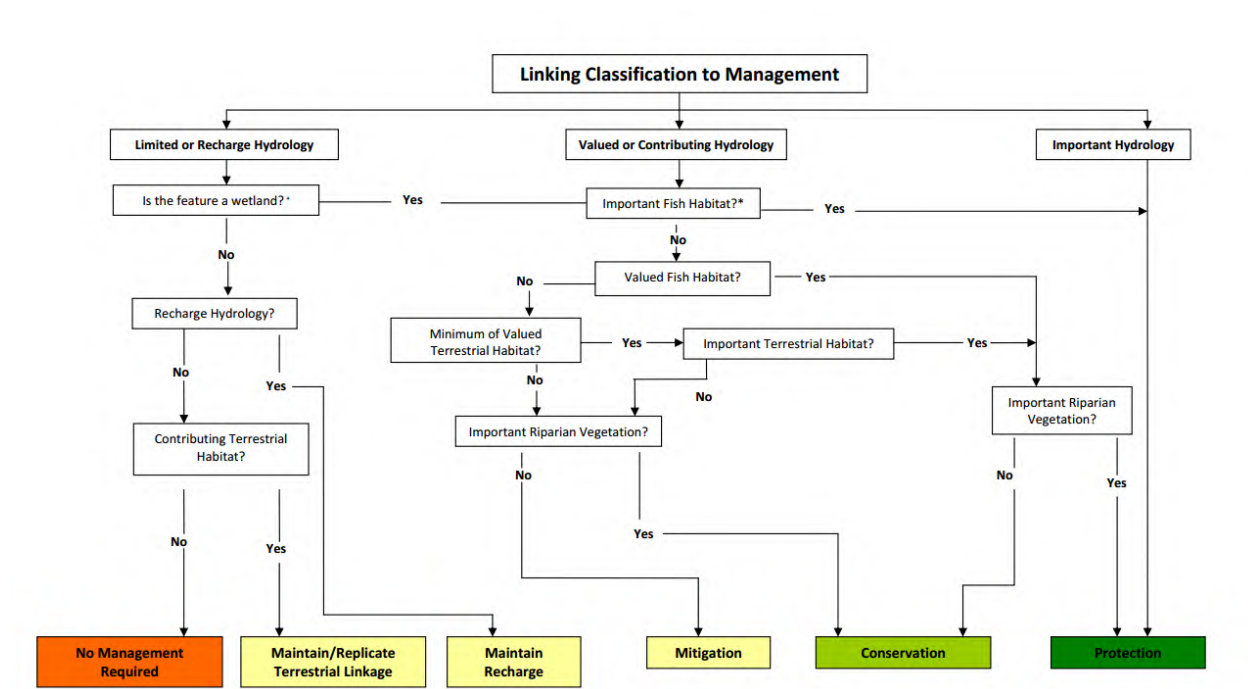 Linking Classification to Management
Limited or Recharge Hydrology
Valued or Contributing Hydrology
Important Hydrology
Is the feature a wetland?*
Yes
Important Fish Habitat?*
Yes
No
No
Valued Fish Habitat?
Yes
No
Recharge Hydrology?
Minimum of Valued
Terrestrial Habitat?
Yes
Important Terrestrial Habitat?
Yes
No
Yes
No
No
Important Riparian
Vegetation?
Contributing Terrestrial
Habitat?
Important Riparian Vegetation?
No
No
Yes
No
Yes
Yes
No Management
Required
Maintain/Replicate
Terrestrial Linkage
Maintain
Recharge
Mitigation
Conservation
Protection